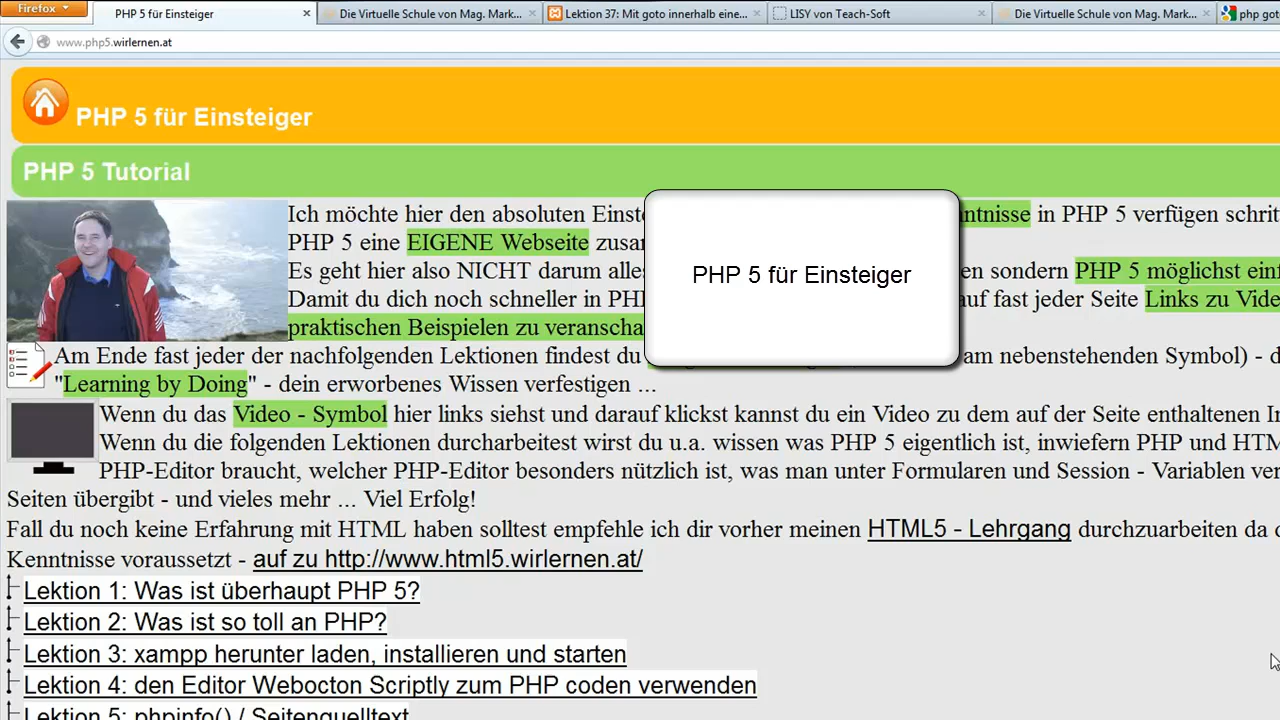 Firefox
PHP 5 für Einsteiger
Die Virtuelle Schule von Mag. Mark...
Lektion 37: Mit goto innerhalb eine...
LISY von Teach-Soft
Die Virtuelle Schule von Mag. Mark...
php got
www.php5.wirlernen.at
PHP 5 für Einsteiger
PHP 5 Tutorial
Ich möchte hier den absoluten Einste ntnisse in PHP 5 verfügen schrit
PHP 5 eine EIGENE Webseite zusan
PHP 5 für Einsteiger
Es geht hier also NICHT darum alles en sondern PHP 5 möglichst einf
Damit du dich noch schneller in PHP auf fast jeder Seite Links zu Vide
praktischen Beispielen zu veranscha
Am Ende fast jeder der nachfolgenden Lektionen findest du am nebenstehenden Symbol) - d
"Learning by Doing" - dein erworbenes Wissen verfestigen ...
Wenn du das Video - Symbol hier links siehst und darauf klickst kannst du ein Video zu dem auf der Seite enthaltenen In
Wenn du die folgenden Lektionen durcharbeitest wirst du u.a. wissen was PHP 5 eigentlich ist, inwiefern PHP und HTM
PHP-Editor braucht, welcher PHP-Editor besonders nützlich ist, was man unter Formularen und Session - Variablen ver
Seiten übergibt - und vieles mehr ... Viel Erfolg!
Fall du noch keine Erfahrung mit HTML haben solltest empfehle ich dir vorher meinen HTML5 - Lehrgang durchzuarbeiten da d
Kenntnisse voraussetzt - auf zu http://www.html5.wirlernen.at/
Lektion 1: Was ist überhaupt PHP 5?
Lektion 2: Was ist so toll an PHP?
Lektion 3: xampp herunter laden, installieren und starten
Lektion 4: den Editor Webocton Scriptly zum PHP coden verwenden
Lektion 5: phpinfo() / Seitenquelltext